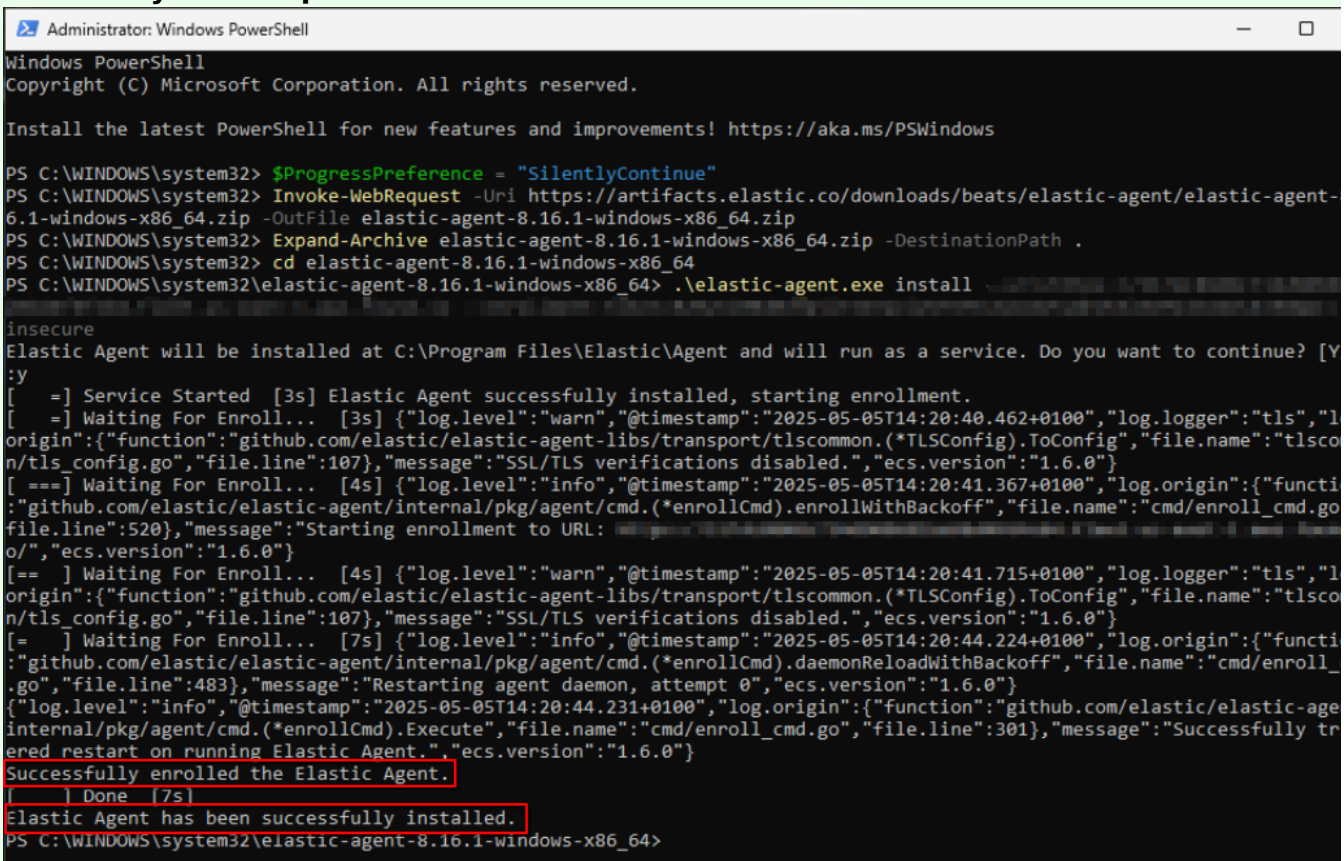 Administrator: Windows PowerShell
Windows PowerShell
Copyright (C) Microsoft Corporation. All rights reserved.
Install the latest PowerShell for new features and improvements! https://aka.ms/PSWindows
PS C:\WINDOWS\system32> $ProgressPreference = "SilentlyContinue"
PS C:\WINDOWS\system32> Invoke-WebRequest -Uri https://artifacts.elastic.co/downloads/beats/elastic-agent/elastic-agent-
6.1-windows-x86_64.zip -OutFile elastic-agent-8.16.1-windows-x86_64.zip
PS C:\WINDOWS\system32> Expand-Archive elastic-agent-8.16.1-windows-x86_64.zip -DestinationPath .
PS C:\WINDOWS\system32> cd elastic-agent-8.16.1-windows-x86_64
PS C:\WINDOWS\system32\elastic-agent-8.16.1-windows-x86_64> .\elastic-agent.exe install
insecure
Elastic Agent will be installed at C:\Program Files\Elastic\Agent and will run as a service. Do you want to continue? [Y
:y
[   =] Service Started  [3s] Elastic Agent successfully installed, starting enrollment.
[   =] Waiting For Enroll...  [3s] {"log.level":"warn","@timestamp":"2025-05-05T14:20:40.462+0100","log.logger":"tls","l
origin":{"function":"github.com/elastic/elastic-agent-libs/transport/tlscommon.(*TLSConfig).ToConfig","file.name":"tlsco
n/tls_config.go","file.line":107},"message":"SSL/TLS verifications disabled.","ecs.version":"1.6.0"}
[ ===] Waiting For Enroll...  [4s] {"log.level":"info","@timestamp":"2025-05-05T14:20:41.367+0100","log.origin":{"functi
:"github.com/elastic/elastic-agent/internal/pkg/agent/cmd.(*enrollCmd).enrollWithBackoff","file.name":"cmd/enroll_cmd.go
file.line":520},"message":"Starting enrollment to URL:
o/","ecs.version":"1.6.0"}
[==  ] Waiting For Enroll...  [4s] {"log.level":"warn","@timestamp":"2025-05-05T14:20:41.715+0100","log.logger":"tls","l
origin":{"function":"github.com/elastic/elastic-agent-libs/transport/tlscommon.(*TLSConfig).ToConfig","file.name":"tlsco
n/tls_config.go","file.line":107},"message":"SSL/TLS verifications disabled.","ecs.version":"1.6.0"}
[=   ] Waiting For Enroll...  [7s] {"log.level":"info","@timestamp":"2025-05-05T14:20:44.224+0100","log.origin":{"functi
:"github.com/elastic/elastic-agent/internal/pkg/agent/cmd.(*enrollCmd).daemonReloadWithBackoff","file.name":"cmd/enroll_
.go","file.line":483},"message":"Restarting agent daemon, attempt 0","ecs.version":"1.6.0"}
{"log.level":"info","@timestamp":"2025-05-05T14:20:44.231+0100","log.origin":{"function":"github.com/elastic/elastic-age
internal/pkg/agent/cmd.(*enrollCmd).Execute","file.name":"cmd/enroll_cmd.go","file.line":301},"message":"Successfully tr
ered restart on running Elastic Agent.","ecs.version":"1.6.0"}
Successfully enrolled the Elastic Agent.
[    ] Done  [7s]
Elastic Agent has been successfully installed.
PS C:\WINDOWS\system32\elastic-agent-8.16.1-windows-x86_64>